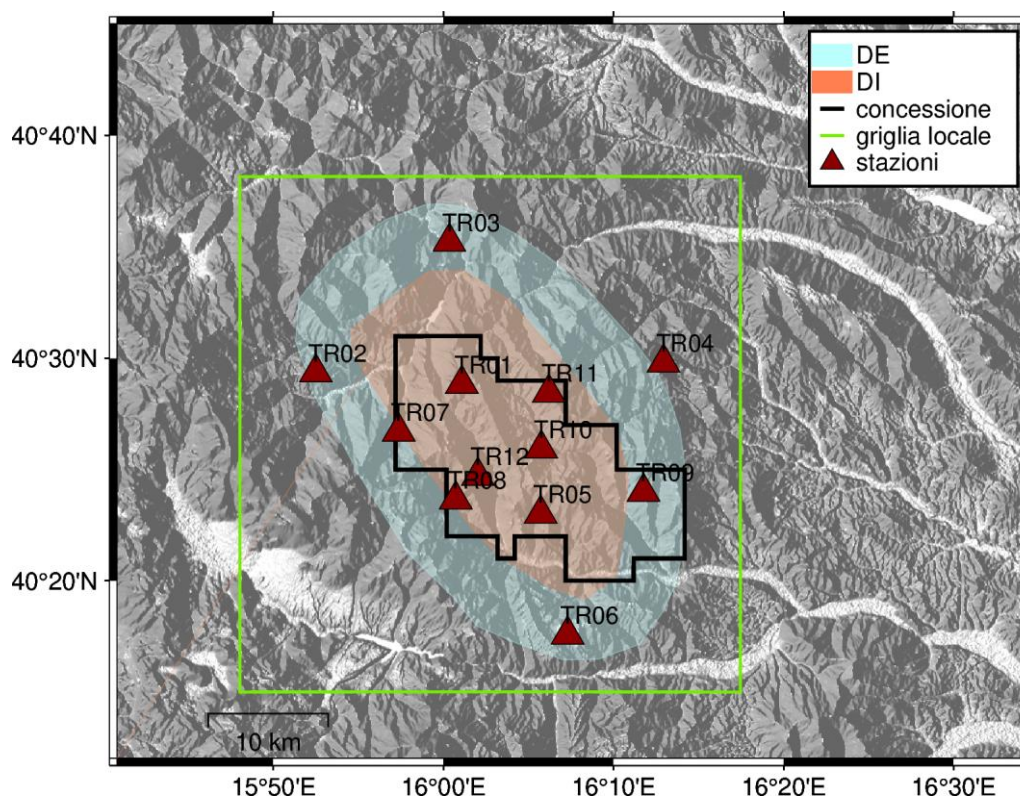 DE
DI
concessione
griglia locale
stazioni
40°40'N
40°30'N
40°20'N
TR03
TR04
TR02
TR01
TR11
TR07
TR10
TR12
TR09
TR08
TR05
TR06
10 km
15°50'E
16°00'E
16°10'E
16°20'E
16°30'E